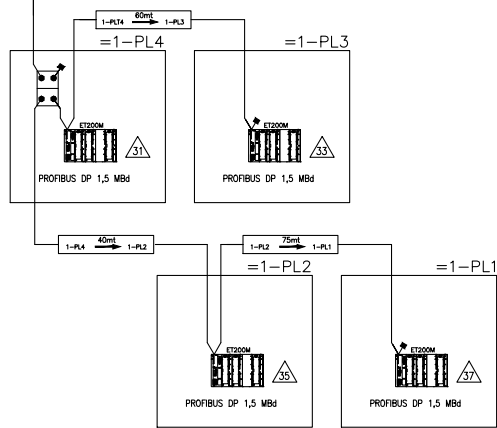 60mt
1-PLT4 1-PL3
=1-PL4
=1-PL3
ET200M
31
PROFIBUS DP 1,5 MBd
ET200M
33
PROFIBUS DP 1,5 MBd
40mt
1-PL4 1-PL2
75mt
1-PL2 1-PL1
=1-PL2
=1-PL1
ET200M
35
PROFIBUS DP 1,5 MBd
ET200M
37
PROFIBUS DP 1,5 MBd